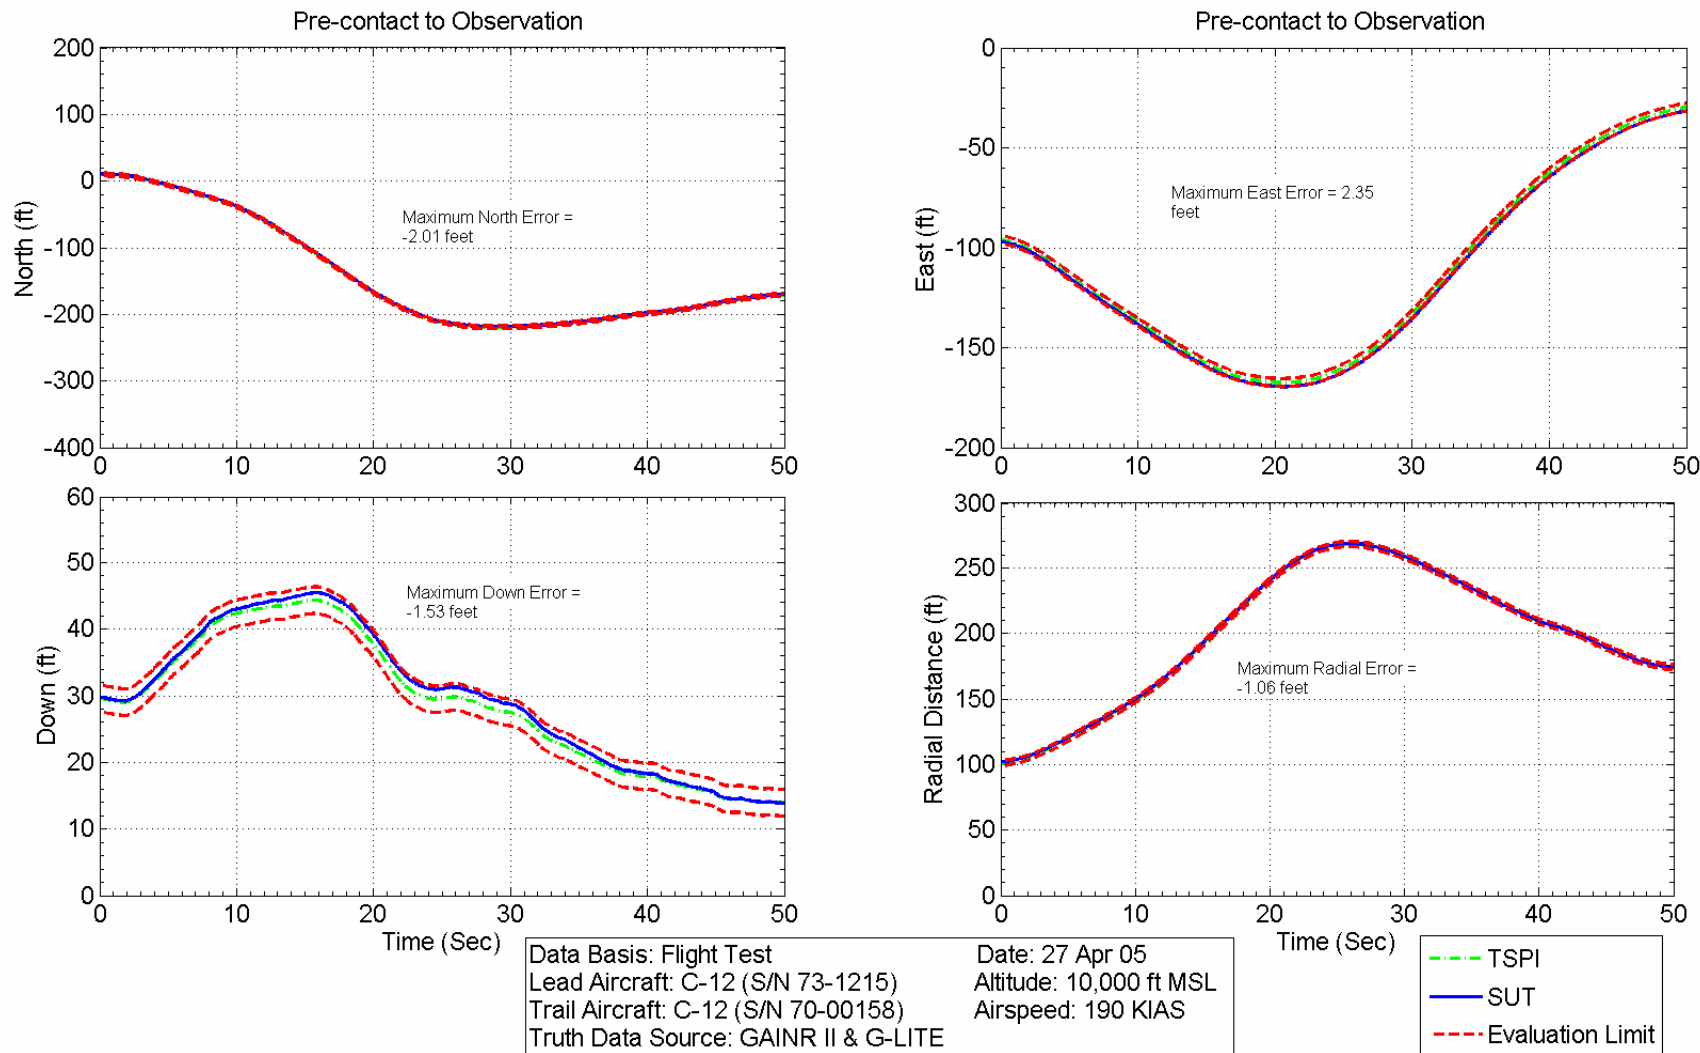 Pre-contact to Observation
200
100
0
-100
-200
-300
-400
North (ft)
Maximum North Error =
-2.01 feet
0
10
20
30
40
50
Pre-contact to Observation
0
-50
-100
-150
-200
East (ft)
Maximum East Error = 2.35
feet
0
10
20
30
40
50
60
50
40
30
20
10
0
Down (ft)
Maximum Down Error =
-1.53 feet
0
10
20
30
40
50
Time (Sec)
300
250
200
150
100
50
0
Radial Distance (ft)
Maximum Radial Error =
-1.06 feet
0
10
20
30
40
50
Time (Sec)
Data Basis: Flight Test
Lead Aircraft: C-12 (S/N 73-1215)
Trail Aircraft: C-12 (S/N 70-00158)
Truth Data Source: GAINR II & G-LITE
Date: 27 Apr 05
Altitude: 10,000 ft MSL
Airspeed: 190 KIAS
TSPI
SUT
Evaluation Limit